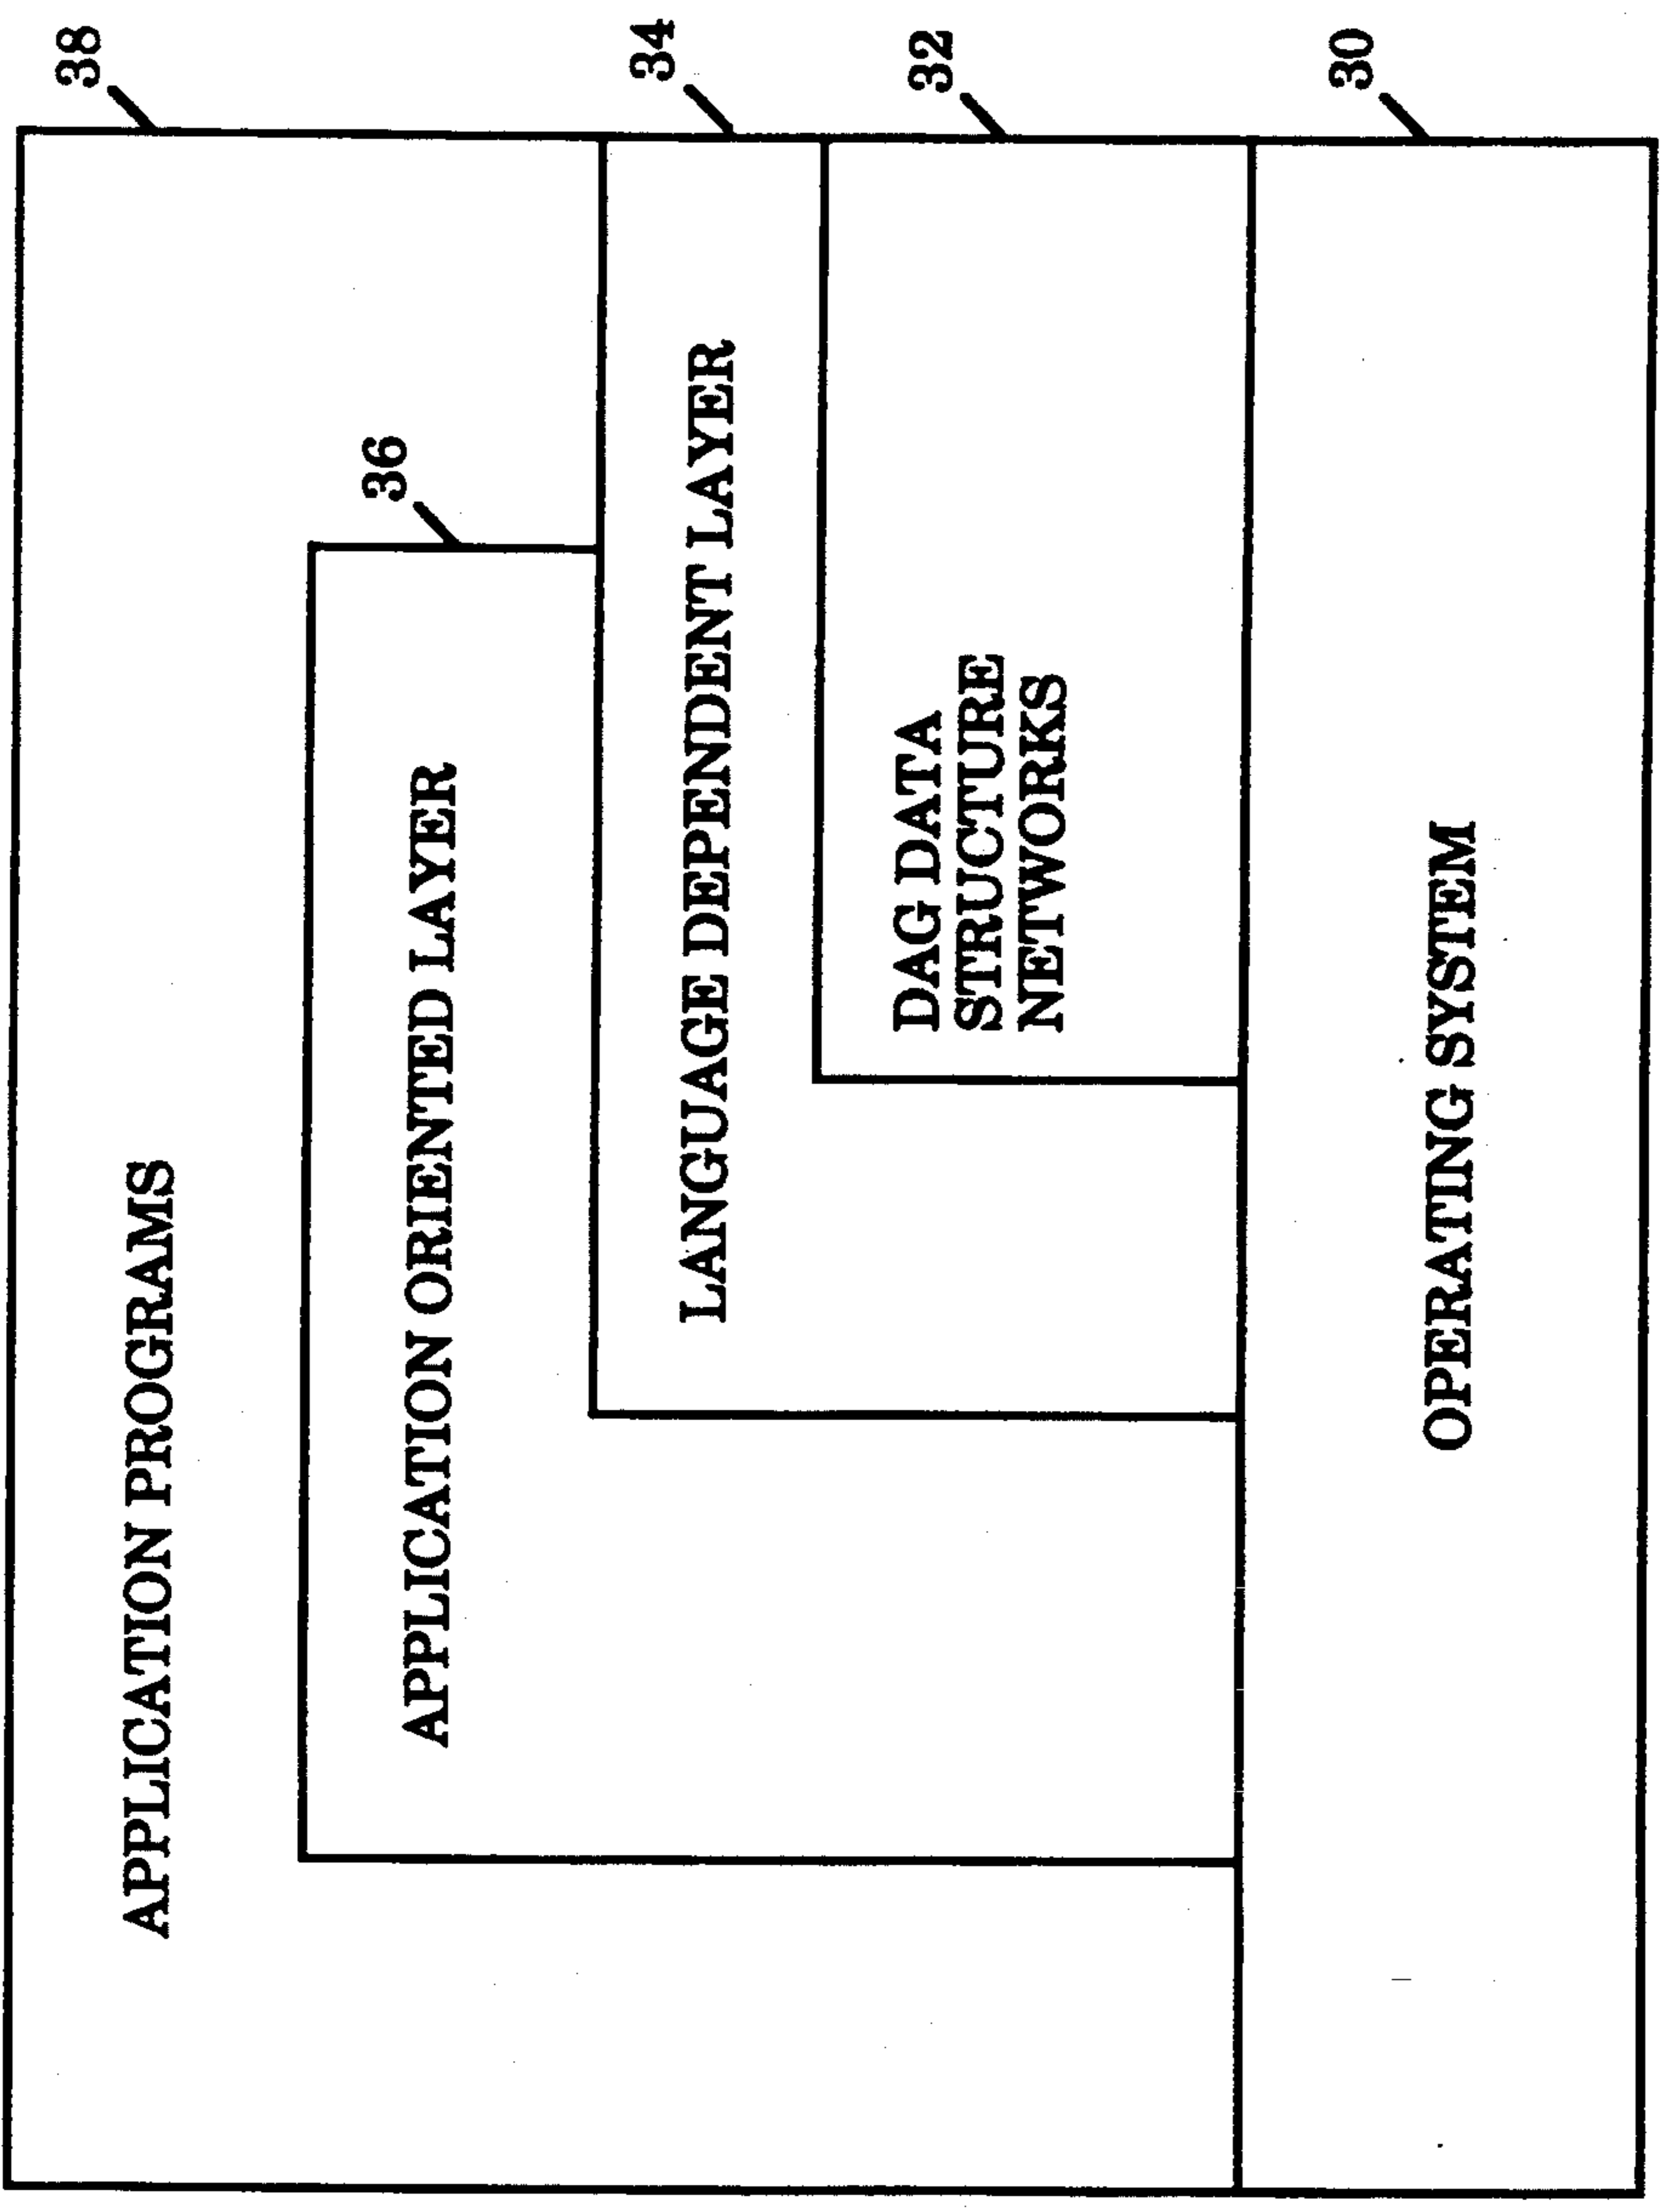 38
APPLICATION PROGRAMS
36
APPLICATION ORIENTED LAYER
34
LANGUAGE DEPENDENT LAYER
32
DAG DATA
STRUCTURE
NETWORKS
30
OPERATING SYSTEM